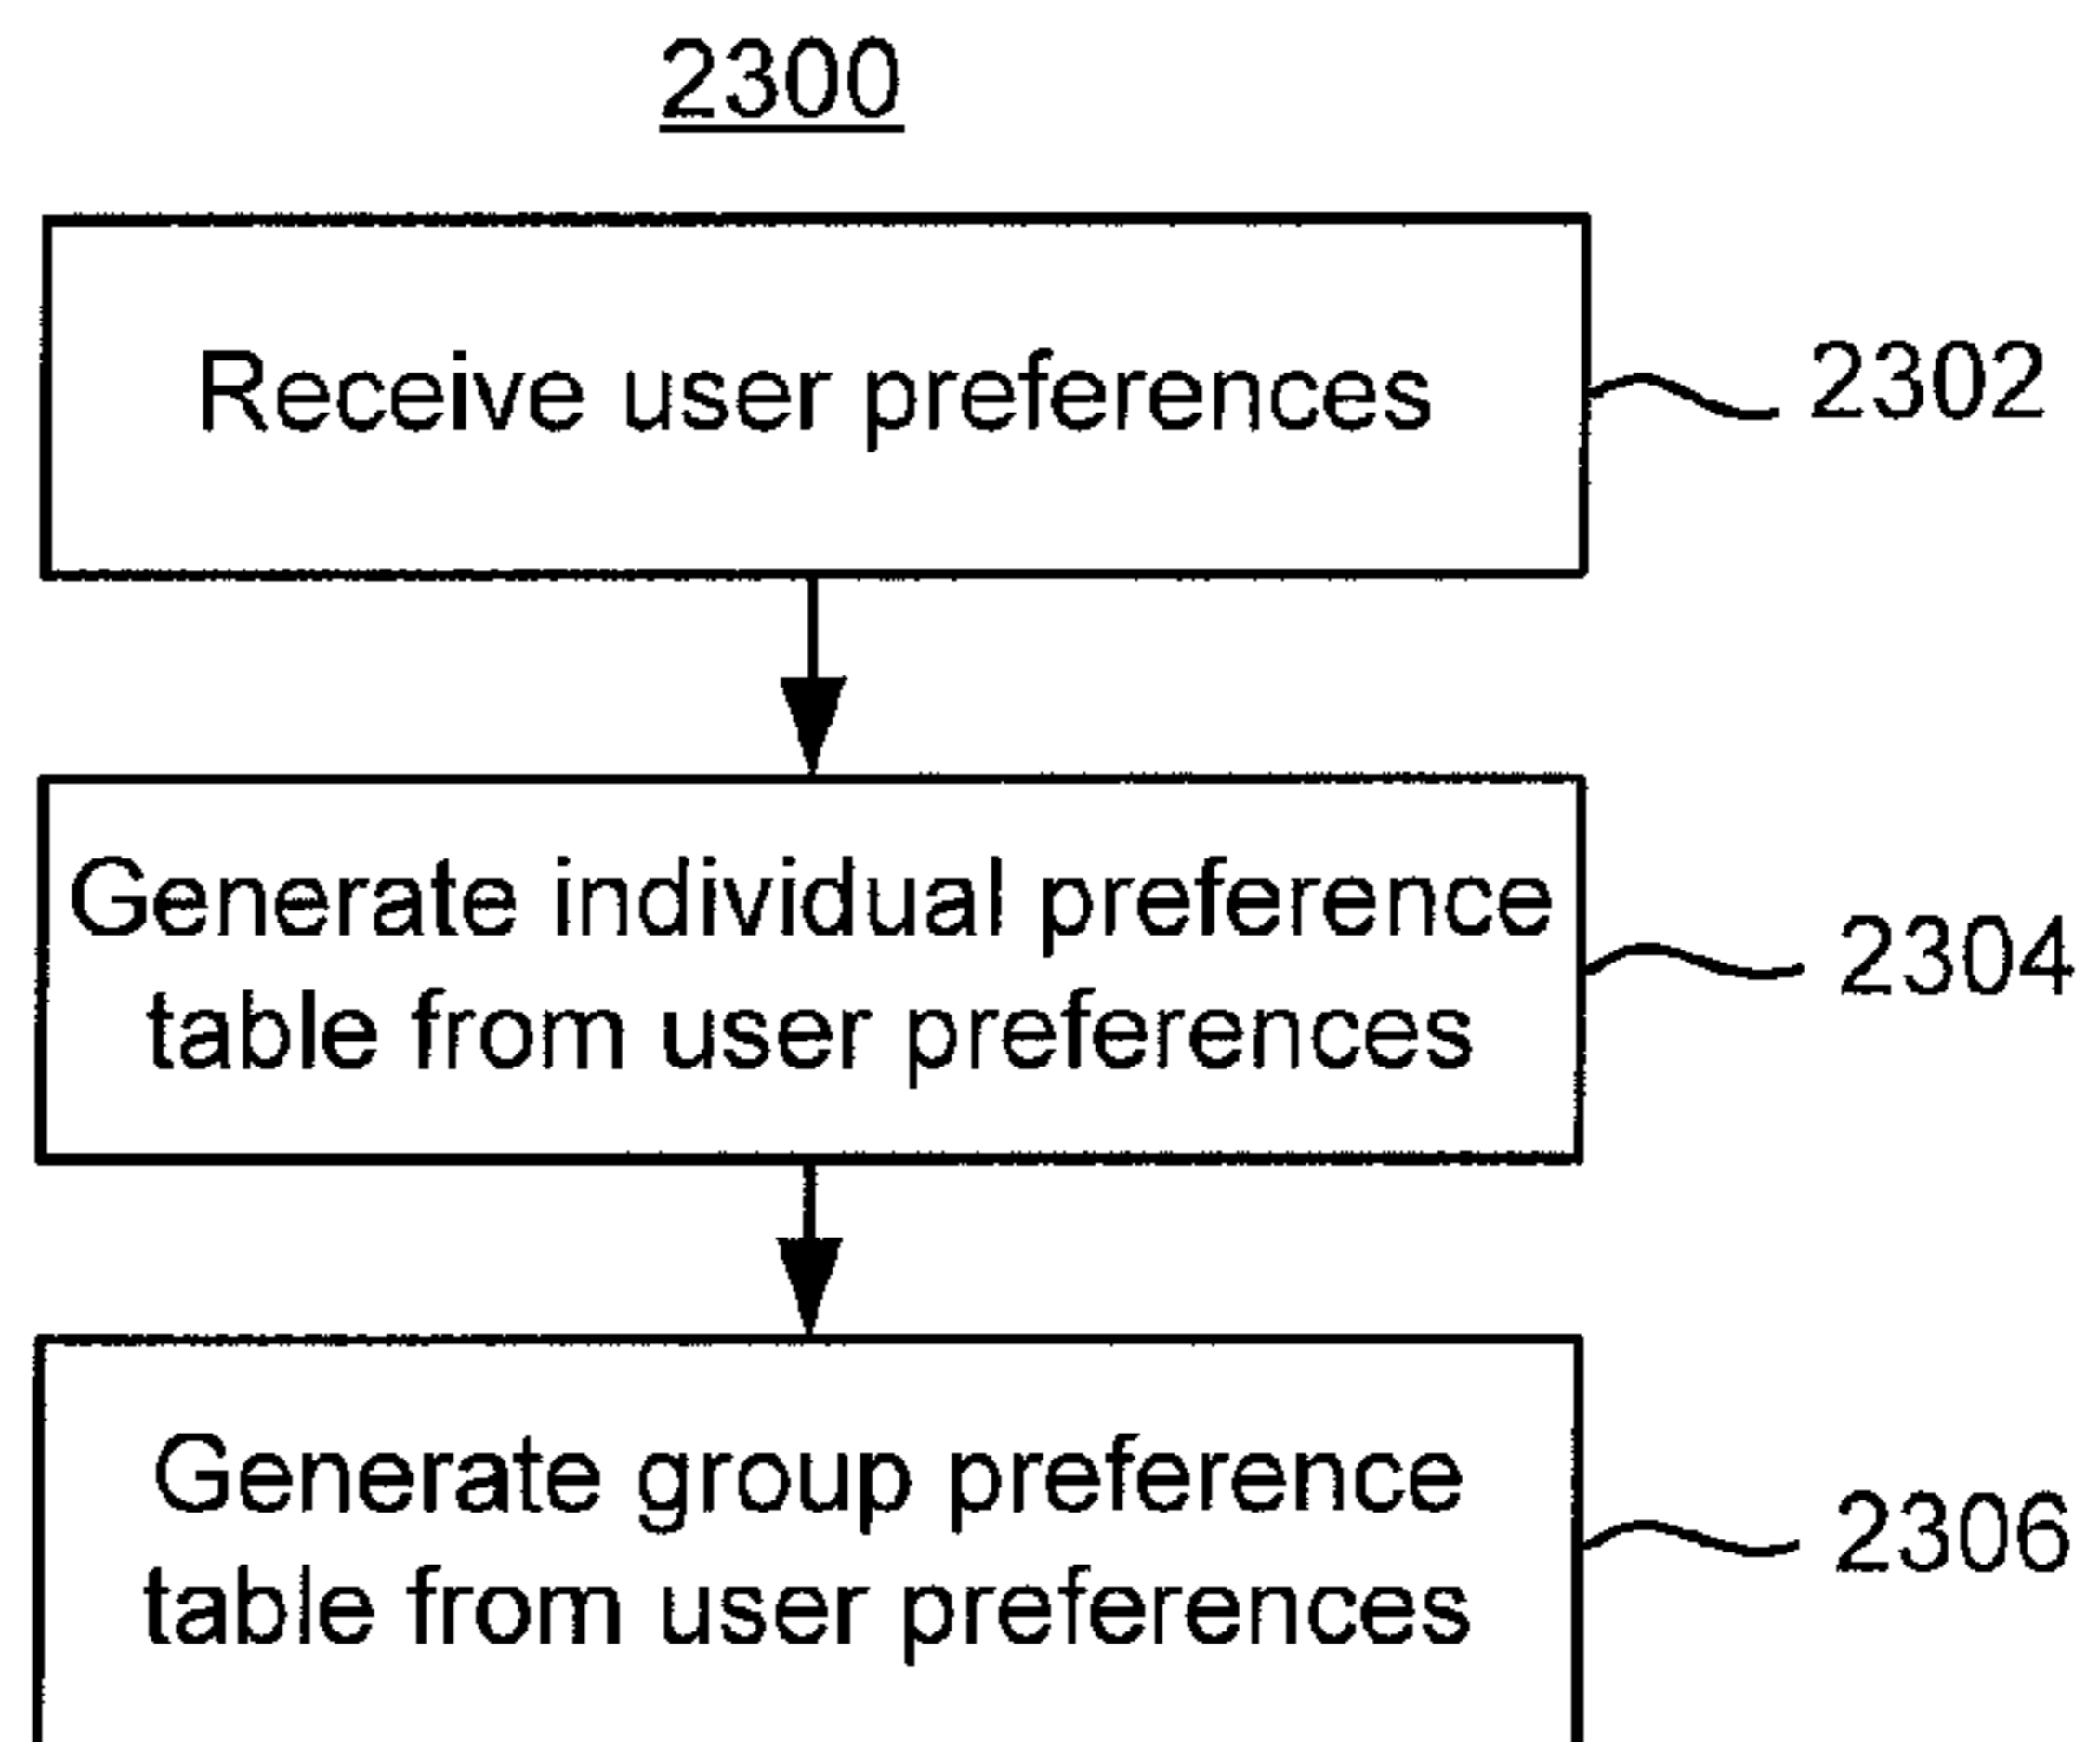 2300
Receive user preferences
2302
Generate individual preference
table from user preferences
2304
Generate group preference
table from user preferences
2306